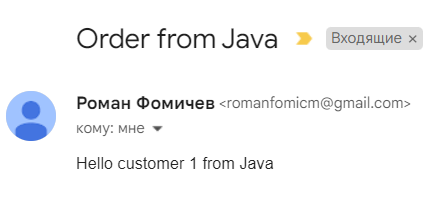 Order from Java Входящие ×
Роман Фомичев <romanfomicm@gmail.com>
кому: мне
Hello customer 1 from Java